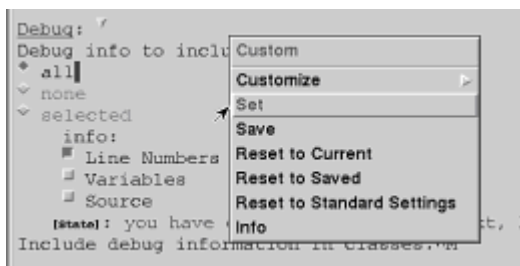 Debug:
Debug info to inclu
all
none
selected
info:
Line Numbers
Variables
Source
[State]: you have
ct,
Include debug information in Classes.^M
Custom
Customize
Set
Save
Reset to Current
Reset to Saved
Reset to Standard Settings
Info